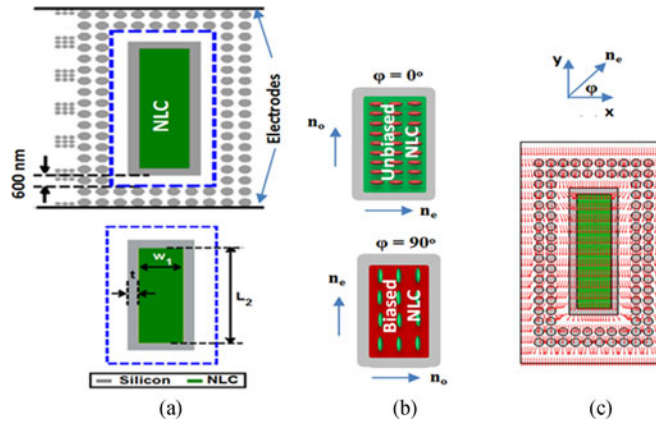 NLC
Electrodes
600 nm
t
w1
L2
Silicon NLC
(a)
φ = 0°
no
Unbiased
NLC
ne
φ = 90°
ne
Biased
NLC
no
(b)
y
ne
φ
x
(c)